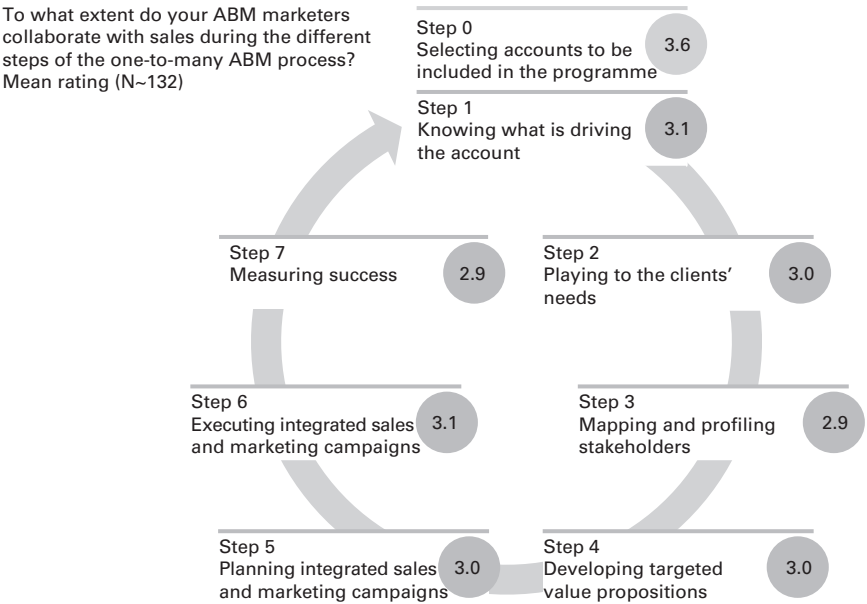 To what extent do your ABM marketers
collaborate with sales during the different
steps of the one-to-many ABM process?
Mean rating (N~132)
Step 0
Selecting accounts to be
included in the programme
3.6
Step 1
Knowing what is driving
the account
3.1
Step 2
Playing to the clients’
needs
3.0
Step 3
Mapping and profiling
stakeholders
2.9
Step 4
Developing targeted
value propositions
3.0
Step 5
Planning integrated sales
and marketing campaigns
3.0
Step 6
Executing integrated sales
and marketing campaigns
3.1
Step 7
Measuring success
2.9